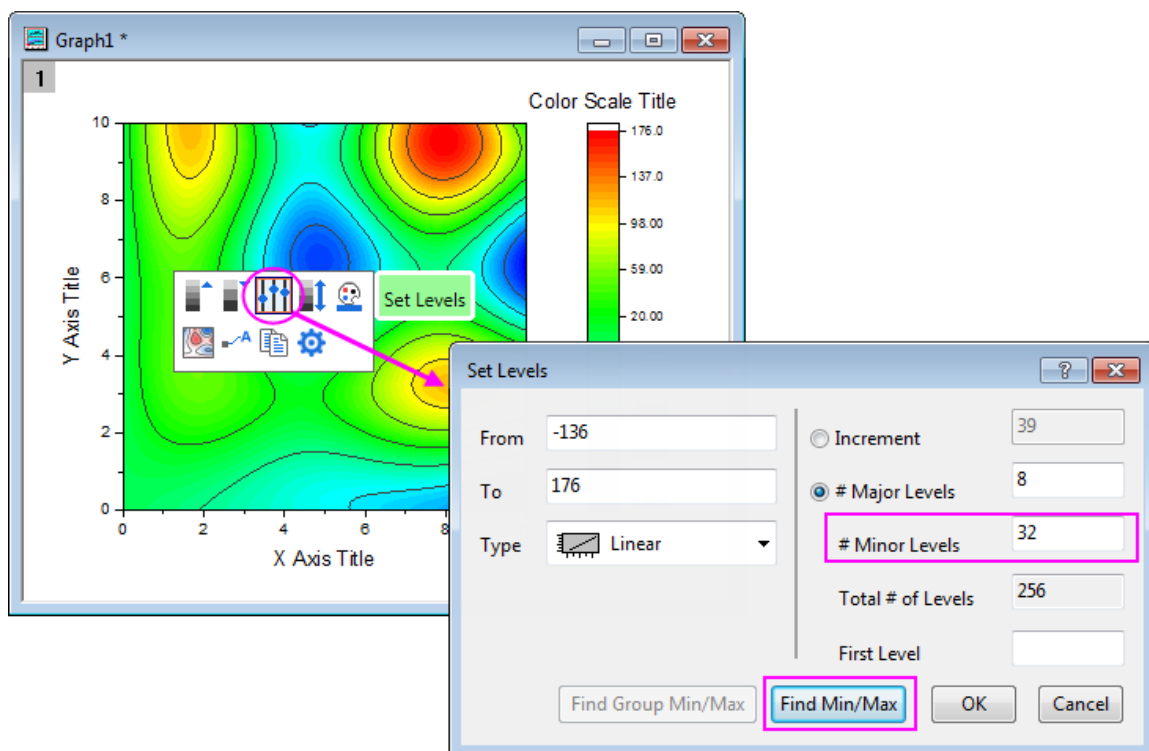 Graph1 *
1
Color Scale Title
10
8
6
4
2
0
Y Axis Title
0
2
4
6
8
X Axis Title
176.0
137.0
98.00
59.00
20.00
A
Set Levels
Set Levels
From -136
To 176
Type Linear
Increment 39
# Major Levels 8
# Minor Levels 32
Total # of Levels 256
First Level
Find Group Min/Max Find Min/Max OK Cancel